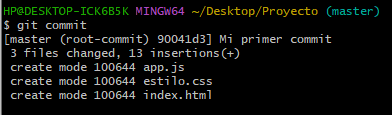 HP@DESKTOP-ICK6B5K MINGW64 ~/Desktop/Proyecto (master)
$ git commit
[master (root-commit) 90041d3] Mi primer commit
 3 files changed, 13 insertions(+)
 create mode 100644 app.js
 create mode 100644 estilo.css
 create mode 100644 index.html